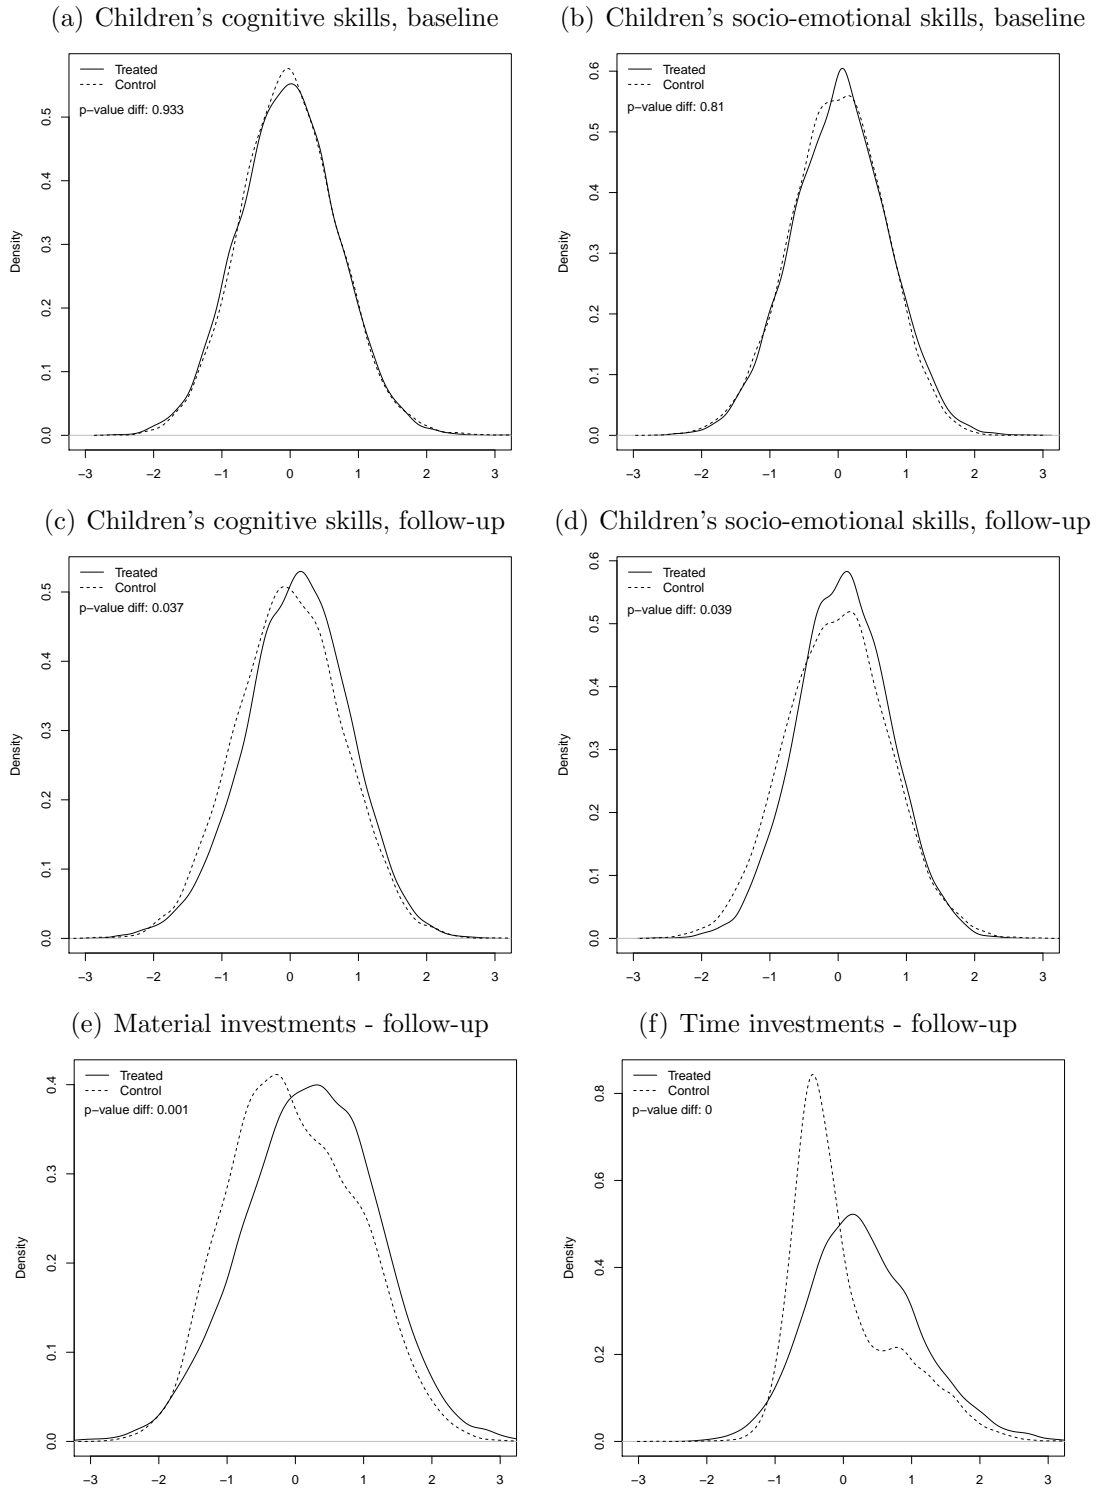 (a) Children's cognitive skills, baseline
Treated
Control
p−value diff: 0.933
Density
0.0 0.1 0.2 0.3 0.4 0.5
−3 −2 −1 0 1 2 3
(b) Children's socio-emotional skills, baseline
Treated
Control
p−value diff: 0.81
Density
0.0 0.1 0.2 0.3 0.4 0.5 0.6
−3 −2 −1 0 1 2 3
(c) Children's cognitive skills, follow-up
Treated
Control
p−value diff: 0.037
Density
0.0 0.1 0.2 0.3 0.4 0.5
−3 −2 −1 0 1 2 3
(d) Children's socio-emotional skills, follow-up
Treated
Control
p−value diff: 0.039
Density
0.0 0.1 0.2 0.3 0.4 0.5 0.6
−3 −2 −1 0 1 2 3
(e) Material investments - follow-up
Treated
Control
p−value diff: 0.001
Density
0.0 0.1 0.2 0.3 0.4
−3 −2 −1 0 1 2 3
(f) Time investments - follow-up
Treated
Control
p−value diff: 0
Density
0.0 0.2 0.4 0.6 0.8
−3 −2 −1 0 1 2 3